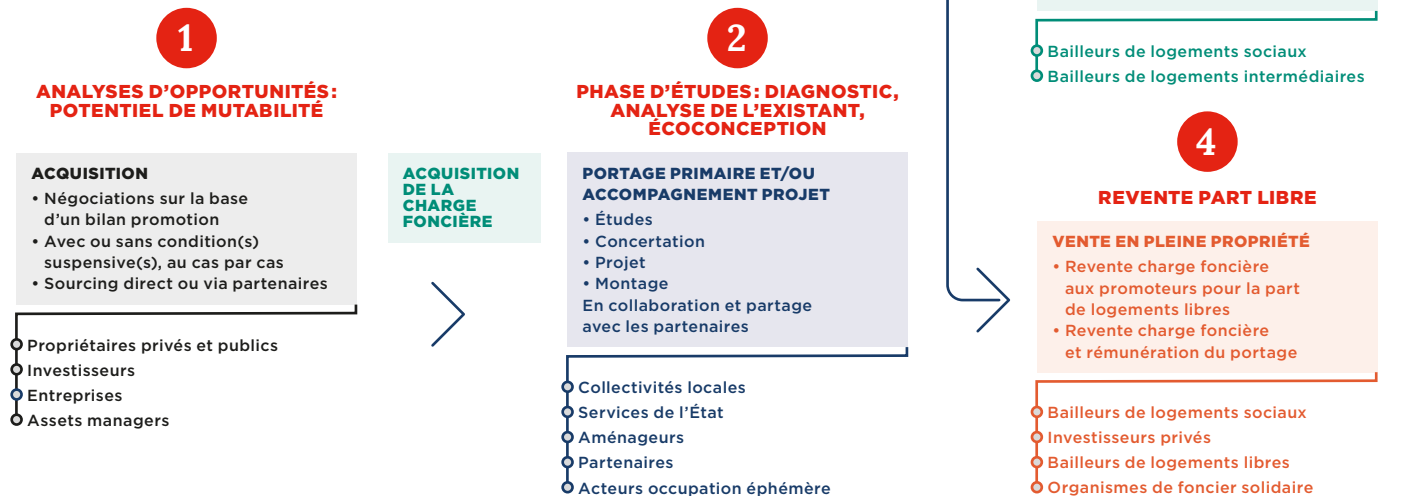 1
ANALYSES D'OPPORTUNITÉS :
POTENTIEL DE MUTABILITÉ
ACQUISITION
• Négociations sur la base
d'un bilan promotion
• Avec ou sans condition(s)
suspensive(s), au cas par cas
• Sourcing direct ou via partenaires
Propriétaires privés et publics
Investisseurs
Entreprises
Assets managers
ACQUISITION
DE LA
CHARGE
FONCIÈRE
2
PHASE D'ÉTUDES : DIAGNOSTIC,
ANALYSE DE L'EXISTANT,
ÉCOCONCEPTION
PORTAGE PRIMAIRE ET/OU
ACCOMPAGNEMENT PROJET
• Études
• Concertation
• Projet
• Montage
En collaboration et partage
avec les partenaires
Collectivités locales
Services de l'État
Aménageurs
Partenaires
Acteurs occupation éphémère
Bailleurs de logements sociaux
Bailleurs de logements intermédiaires
4
REVENTE PART LIBRE
VENTE EN PLEINE PROPRIÉTÉ
• Revente charge foncière
aux promoteurs pour la part
de logements libres
• Revente charge foncière
et rémunération du portage
Bailleurs de logements sociaux
Investisseurs privés
Bailleurs de logements libres
Organismes de foncier solidaire